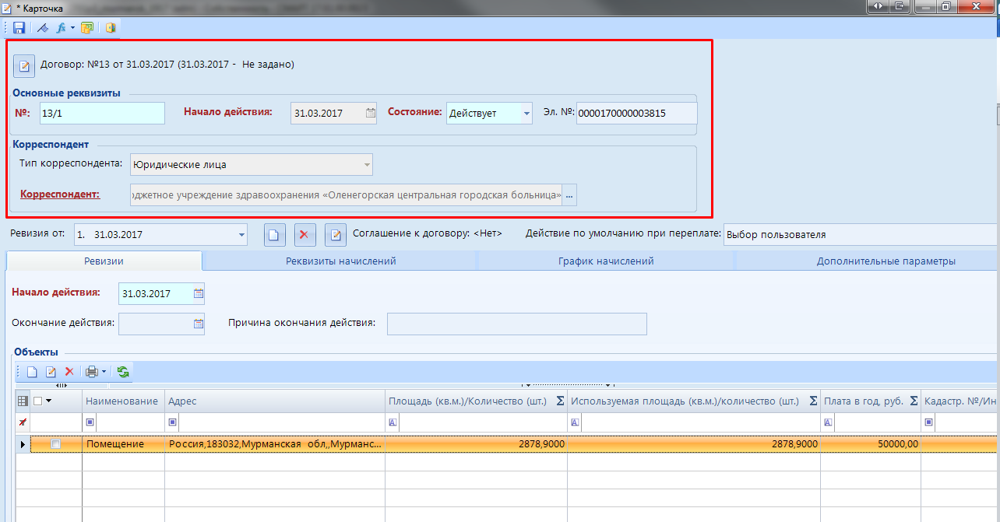 * Карточка
Договор: №13 от 31.03.2017 (31.03.2017 - Не задано)
Основные реквизиты
№: 13/1 Начало действия: 31.03.2017 Состояние: Действует Эл. №: 0000170000003815
Корреспондент
Тип корреспондента: Юридические лица
Корреспондент: джетное учреждение здравоохранения «Оленегорская центральная городская больница» ...
Ревизия от: 1. 31.03.2017 Соглашение к договору: <Нет> Действие по умолчанию при переплате: Выбор пользователя
Ревизии Реквизиты начислений График начислений Дополнительные параметры
Начало действия: 31.03.2017
Окончание действия: Причина окончания действия:
Объекты
Наименование Адрес Площадь (кв.м.)/Количество (шт.) Σ Используемая площадь (кв.м.)/количество (шт.) Σ Плата в год, руб. Σ Кадастр. №/Ин
Помещение Россия,183032,Мурманская обл,,Мурманс... 2878,9000 2878,9000 50000,00